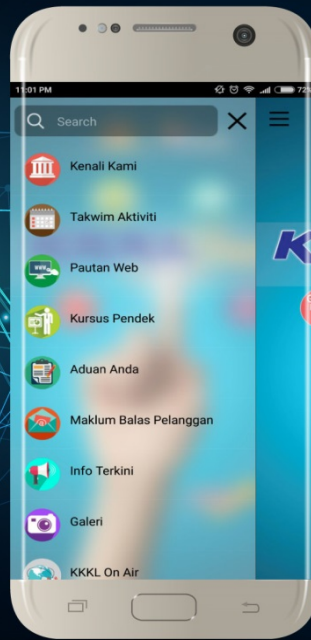 11:01 PM
72%
Search
Kenali Kami
Takwim Aktiviti
Pautan Web
Kursus Pendek
Aduan Anda
Maklum Balas Pelanggan
Info Terkini
Galeri
KKKL On Air